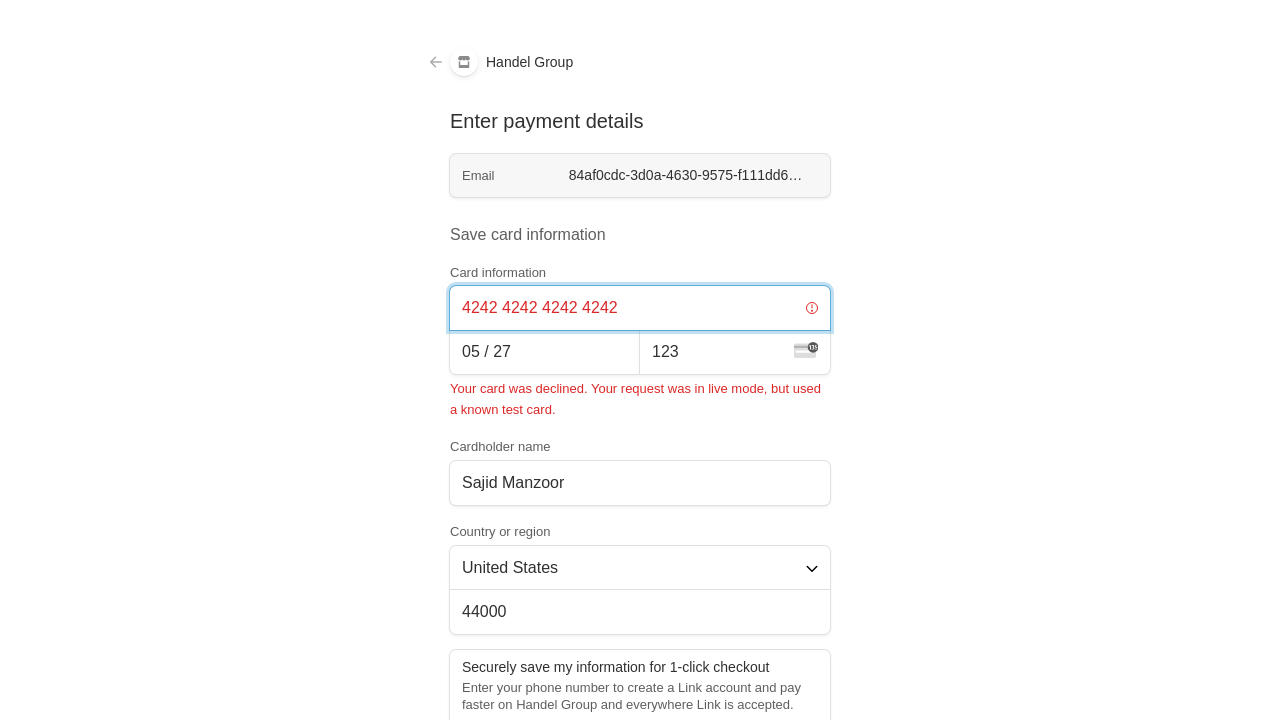 Handel Group
Enter payment details
Email 84af0cdc-3d0a-4630-9575-f111dd6…
Save card information
Card information
4242 4242 4242 4242
05 / 27 123
Your card was declined. Your request was in live mode, but used
a known test card.
Cardholder name
Sajid Manzoor
Country or region
United States
44000
Securely save my information for 1-click checkout
Enter your phone number to create a Link account and pay
faster on Handel Group and everywhere Link is accepted.